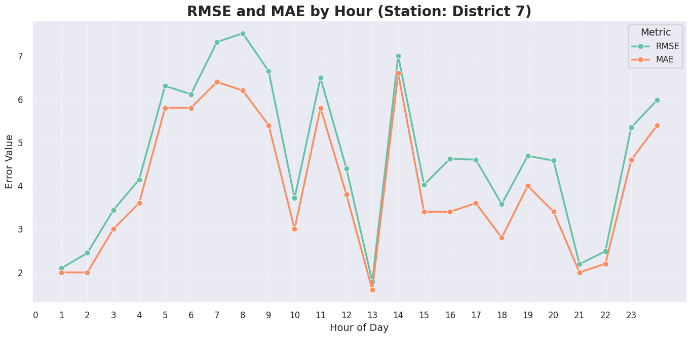 RMSE and MAE by Hour (Station: District 7)
Metric
RMSE
MAE
Error Value
7
6
5
4
3
2
0 1 2 3 4 5 6 7 8 9 10 11 12 13 14 15 16 17 18 19 20 21 22 23
Hour of Day